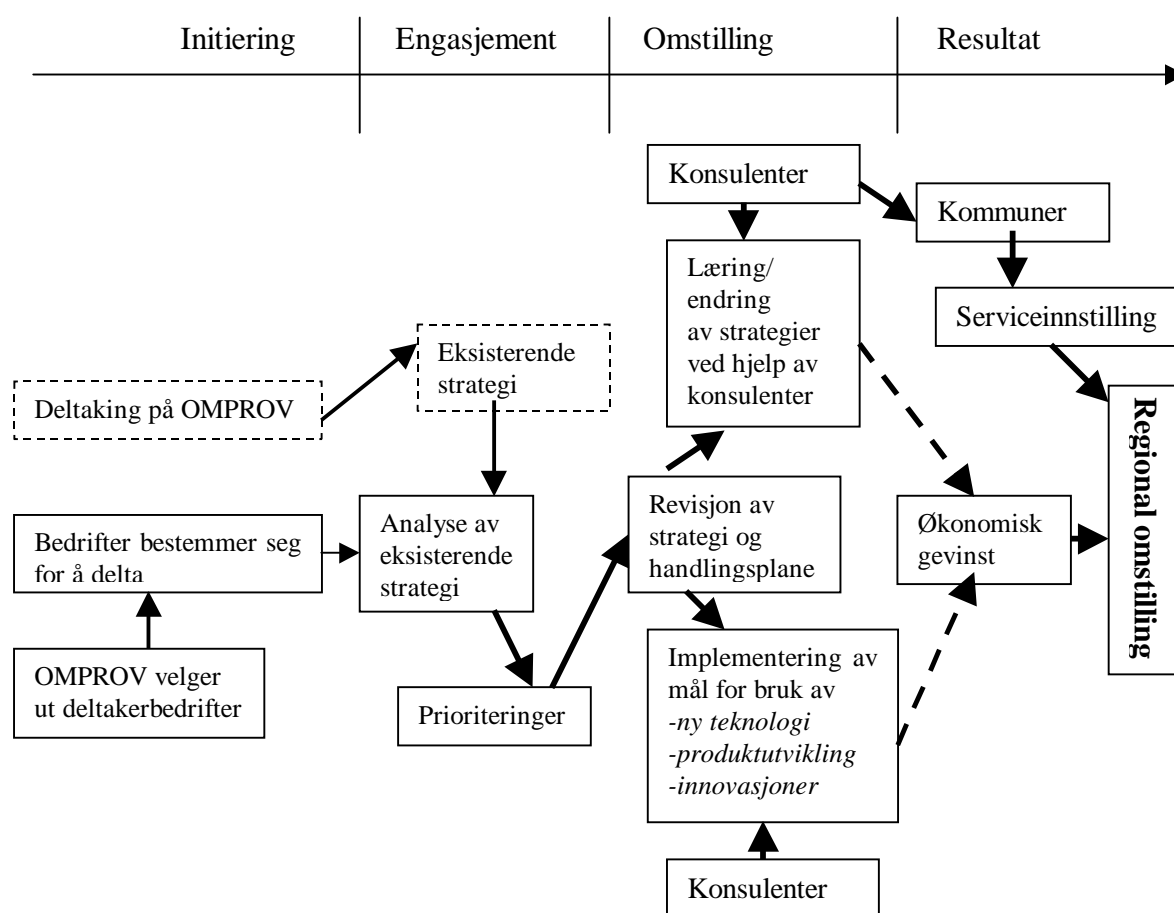 Initiering
Engasjement
Omstilling
Resultat
Konsulenter
Kommuner
Læring/
endring
av strategier
ved hjelp av
konsulenter
Serviceinnstilling
Eksisterende
strategi
Deltaking på OMPROV
Regional omstilling
Bedrifter bestemmer seg
for å delta
Analyse av
eksisterende
strategi
Revisjon av
strategi og
handlingsplane
Økonomisk
gevinst
OMPROV velger
ut deltakerbedrifter
Prioriteringer
Implementering av
mål for bruk av
-ny teknologi
-produktutvikling
-innovasjoner
Konsulenter